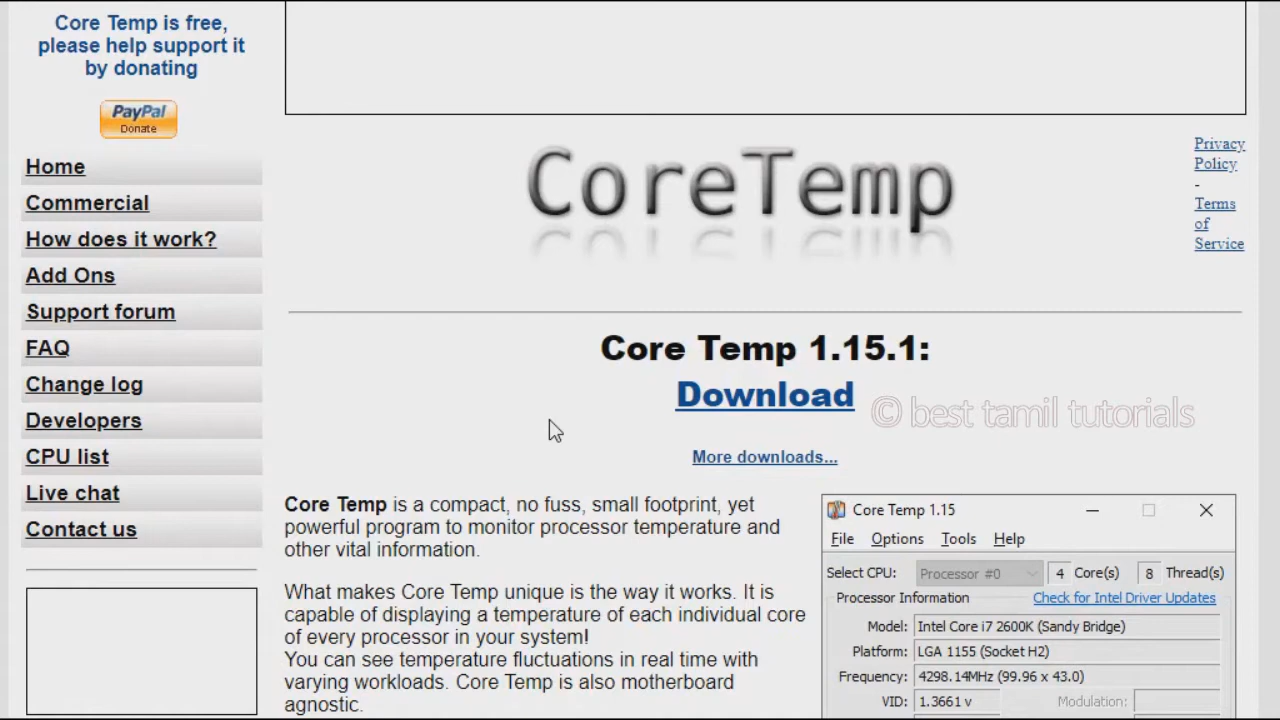 Core Temp is free,
please help support it
by donating
PayPal
Donate
Home
Commercial
How does it work?
Add Ons
Support forum
FAQ
Change log
Developers
CPU list
Live chat
Contact us
CoreTemp
Privacy
Policy
-
Terms
of
Service
Core Temp 1.15.1:
Download
© best tamil tutorials
More downloads...
Core Temp is a compact, no fuss, small footprint, yet
powerful program to monitor processor temperature and
other vital information.
What makes Core Temp unique is the way it works. It is
capable of displaying a temperature of each individual core
of every processor in your system!
You can see temperature fluctuations in real time with
varying workloads. Core Temp is also motherboard
agnostic.
Core Temp 1.15
File Options Tools Help
Select CPU: Processor #0 4 Core(s) 8 Thread(s)
Processor Information Check for Intel Driver Updates
Model: Intel Core i7 2600K (Sandy Bridge)
Platform: LGA 1155 (Socket H2)
Frequency: 4298.14MHz (99.96 x 43.0)
VID: 1.3661 v Modulation: